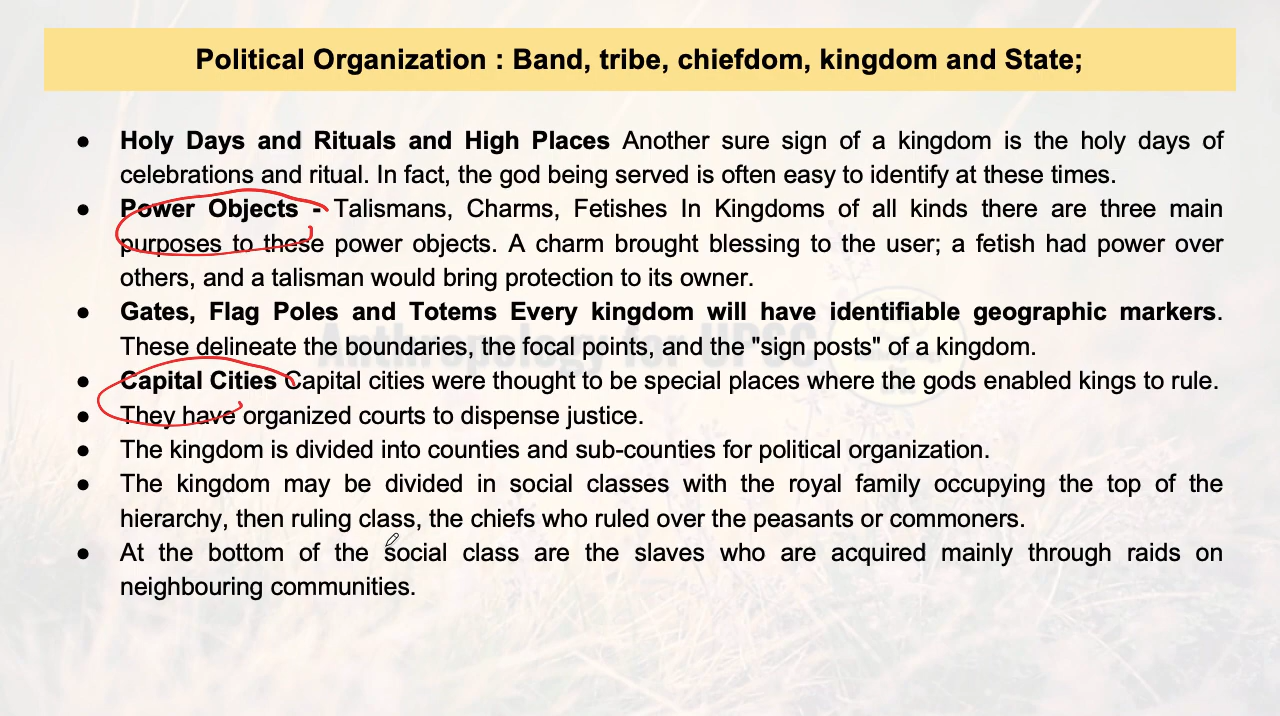 Political Organization : Band, tribe, chiefdom, kingdom and State;
● Holy Days and Rituals and High Places Another sure sign of a kingdom is the holy days of
celebrations and ritual. In fact, the god being served is often easy to identify at these times.
● Power Objects - Talismans, Charms, Fetishes In Kingdoms of all kinds there are three main
purposes to these power objects. A charm brought blessing to the user; a fetish had power over
others, and a talisman would bring protection to its owner.
● Gates, Flag Poles and Totems Every kingdom will have identifiable geographic markers.
These delineate the boundaries, the focal points, and the "sign posts" of a kingdom.
Anthropology for UPSC
● Capital Cities Capital cities were thought to be special places where the gods enabled kings to rule.
● They have organized courts to dispense justice.
● The kingdom is divided into counties and sub-counties for political organization.
● The kingdom may be divided in social classes with the royal family occupying the top of the
hierarchy, then ruling class, the chiefs who ruled over the peasants or commoners.
● At the bottom of the social class are the slaves who are acquired mainly through raids on
neighbouring communities.